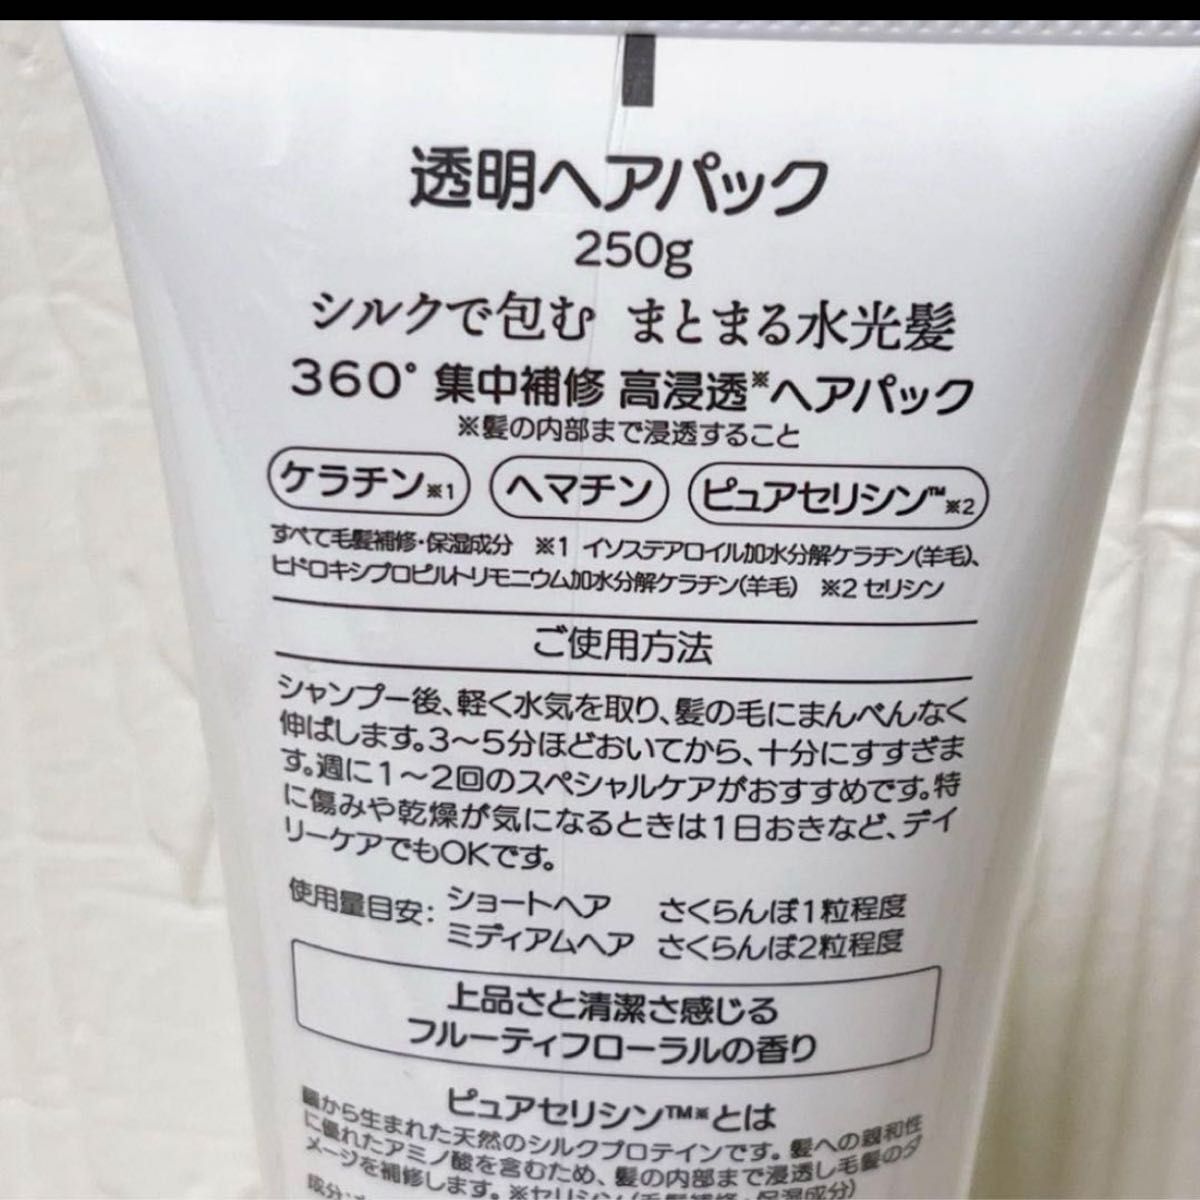 透明ヘアパック
250g
シルクで包む まとまる水光髪
360° 集中補修 高浸透※ヘアパック
※髪の内部まで浸透すること
ケラチン※1 ヘマチン ピュアセリシン™※2
すべて毛髪補修・保湿成分 ※1 イソステアロイル加水分解ケラチン(羊毛)、
ヒドロキシプロピルトリモニウム加水分解ケラチン(羊毛) ※2 セリシン
ご使用方法
シャンプー後、軽く水気を取り、髪の毛にまんべんなく
伸ばします。3〜5分ほどおいてから、十分にすすぎま
す。週に1〜2回のスペシャルケアがおすすめです。特
に傷みや乾燥が気になるときは1日おきなど、デイ
リーケアでもOKです。
使用量目安: ショートヘア さくらんぼ1粒程度
ミディアムヘア さくらんぼ2粒程度
上品さと清潔さ感じる
フルーティフローラルの香り
ピュアセリシン™※とは
繭から生まれた天然のシルクプロテインです。髪への親和性
に優れたアミノ酸を含むため、髪の内部まで浸透し毛髪のダ
メージを補修します。※セリシン(毛髪補修・保湿成分)
成分: